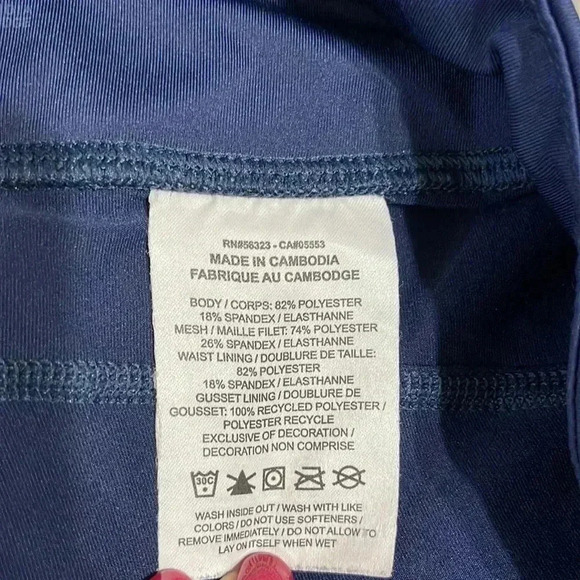 RN#56323 - CA#05553
MADE IN CAMBODIA
FABRIQUE AU CAMBODGE
BODY / CORPS: 82% POLYESTER
18% SPANDEX / ELASTHANNE
MESH / MAILLE FILET: 74% POLYESTER
26% SPANDEX / ELASTHANNE
WAIST LINING / DOUBLURE DE TAILLE:
82% POLYESTER
18% SPANDEX / ELASTHANNE
GUSSET LINING / DOUBLURE DE
GOUSSET: 100% RECYCLED POLYESTER /
POLYESTER RECYCLE
EXCLUSIVE OF DECORATION /
DECORATION NON COMPRISE
30C
WASH INSIDE OUT / WASH WITH LIKE
COLORS / DO NOT USE SOFTENERS /
REMOVE IMMEDIATELY / DO NOT ALLOW TO
LAY ON ITSELF WHEN WET